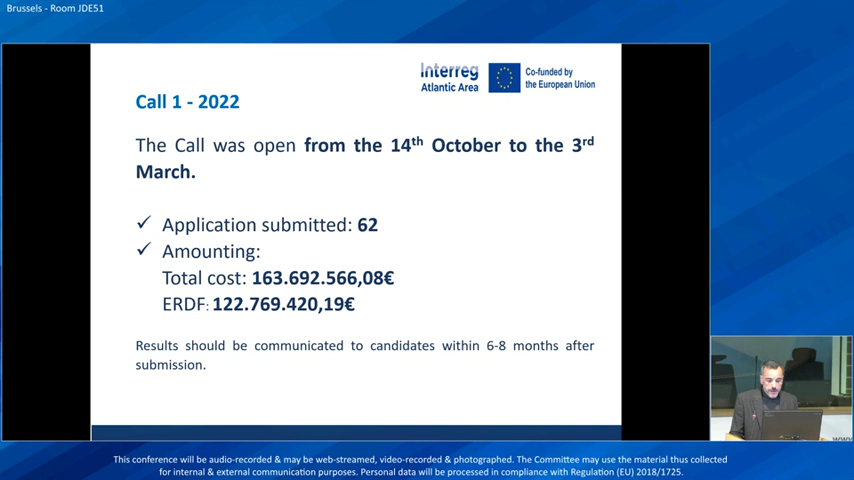 Brussels - Room JDE51
Interreg
Atlantic Area
Co-funded by
the European Union
Call 1 - 2022
The Call was open from the 14th October to the 3rd
March.
✓ Application submitted: 62
✓ Amounting:
Total cost: 163.692.566,08€
ERDF: 122.769.420,19€
Results should be communicated to candidates within 6-8 months after
submission.
www
This conference will be audio-recorded & may be web-streamed, video-recorded & photographed. The Committee may use the material thus collected
for internal & external communication purposes. Personal data will be processed in compliance with Regulation (EU) 2018/1725.